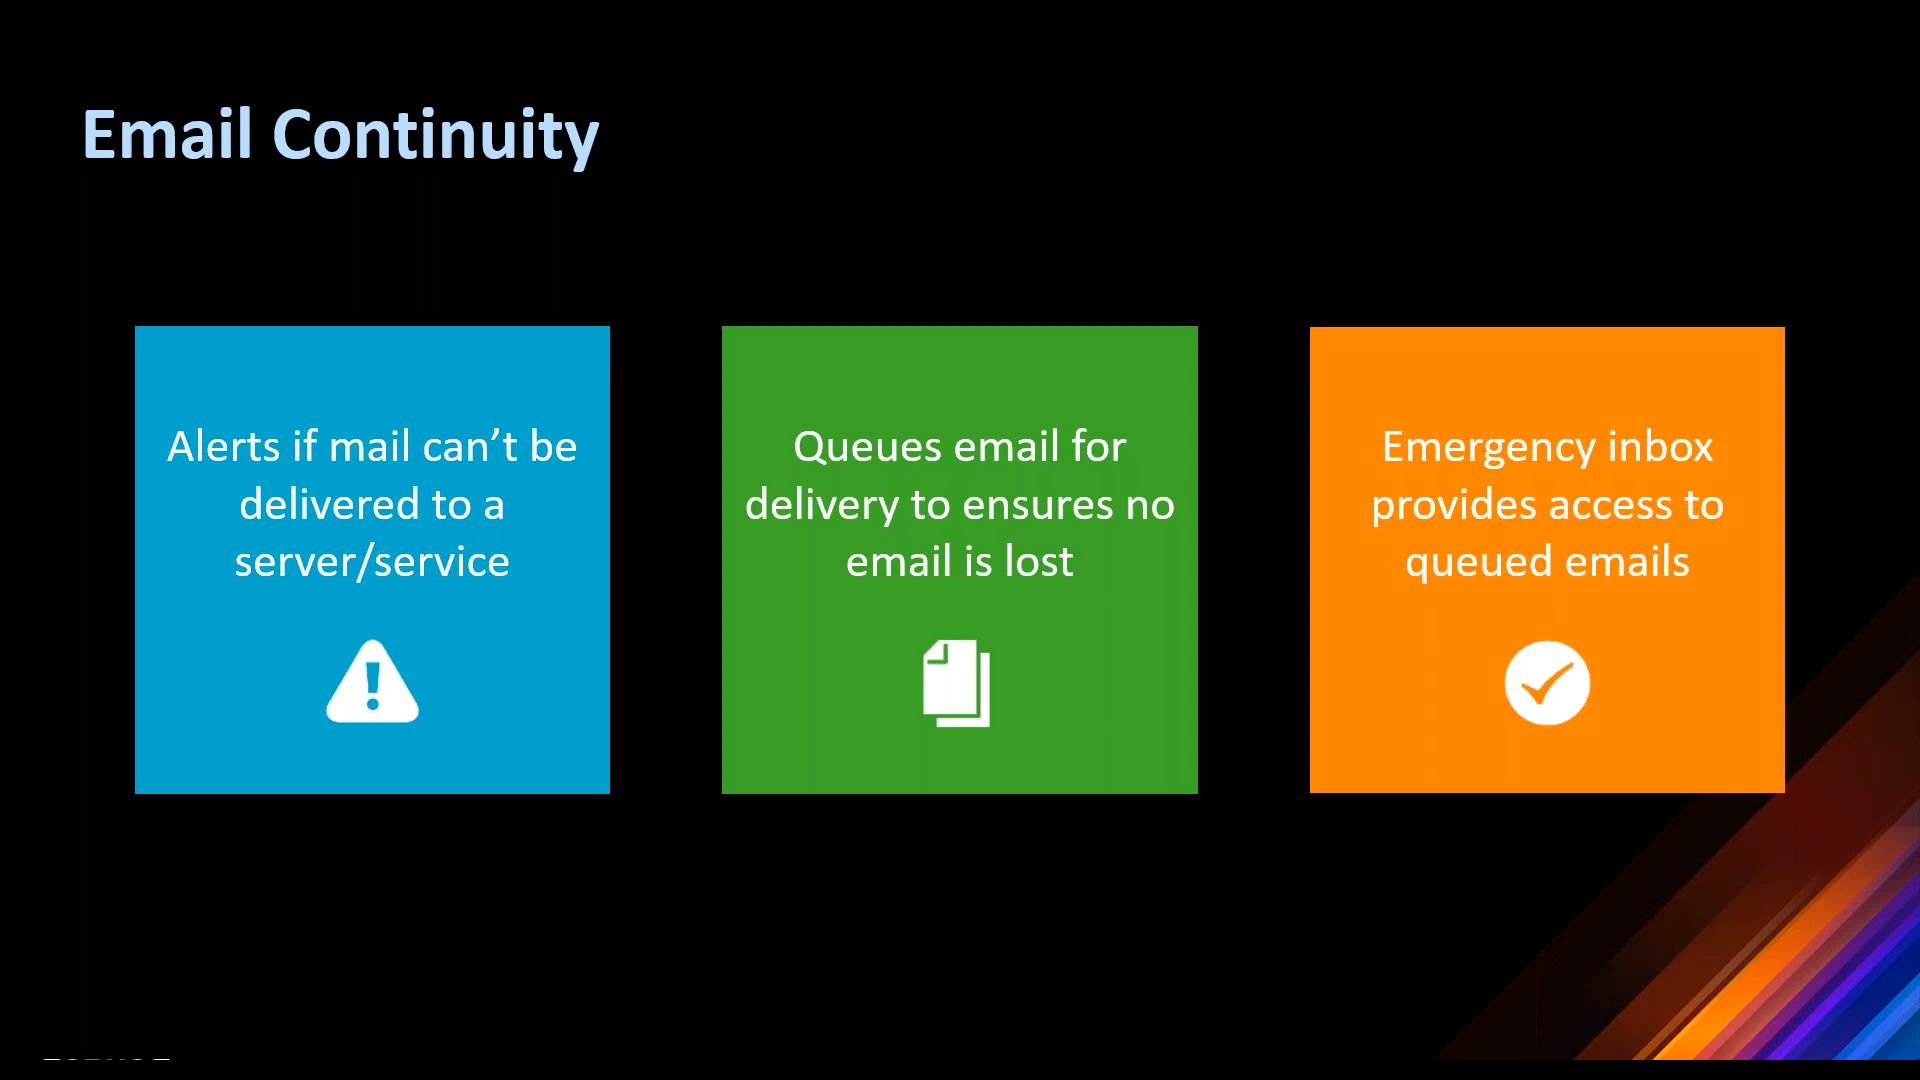 Email Continuity
Alerts if mail can’t be
delivered to a
server/service
Queues email for
delivery to ensures no
email is lost
Emergency inbox
provides access to
queued emails